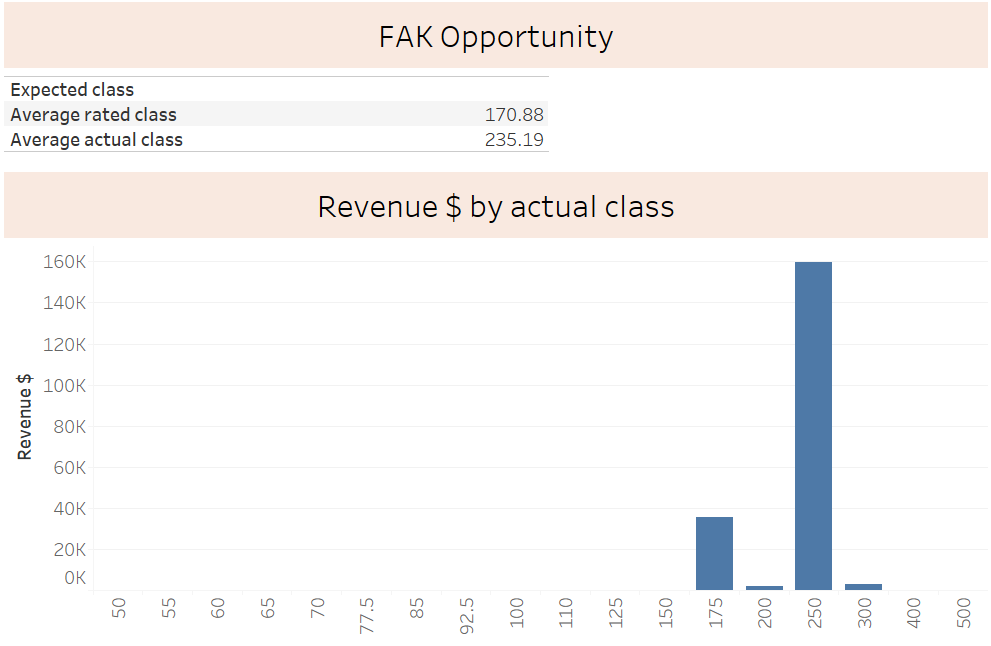 FAK Opportunity
Expected class
Average rated class 170.88
Average actual class 235.19
Revenue $ by actual class
Revenue $
160K
140K
120K
100K
80K
60K
40K
20K
0K
50 55 60 65 70 77.5 85 92.5 100 110 125 150 175 200 250 300 400 500